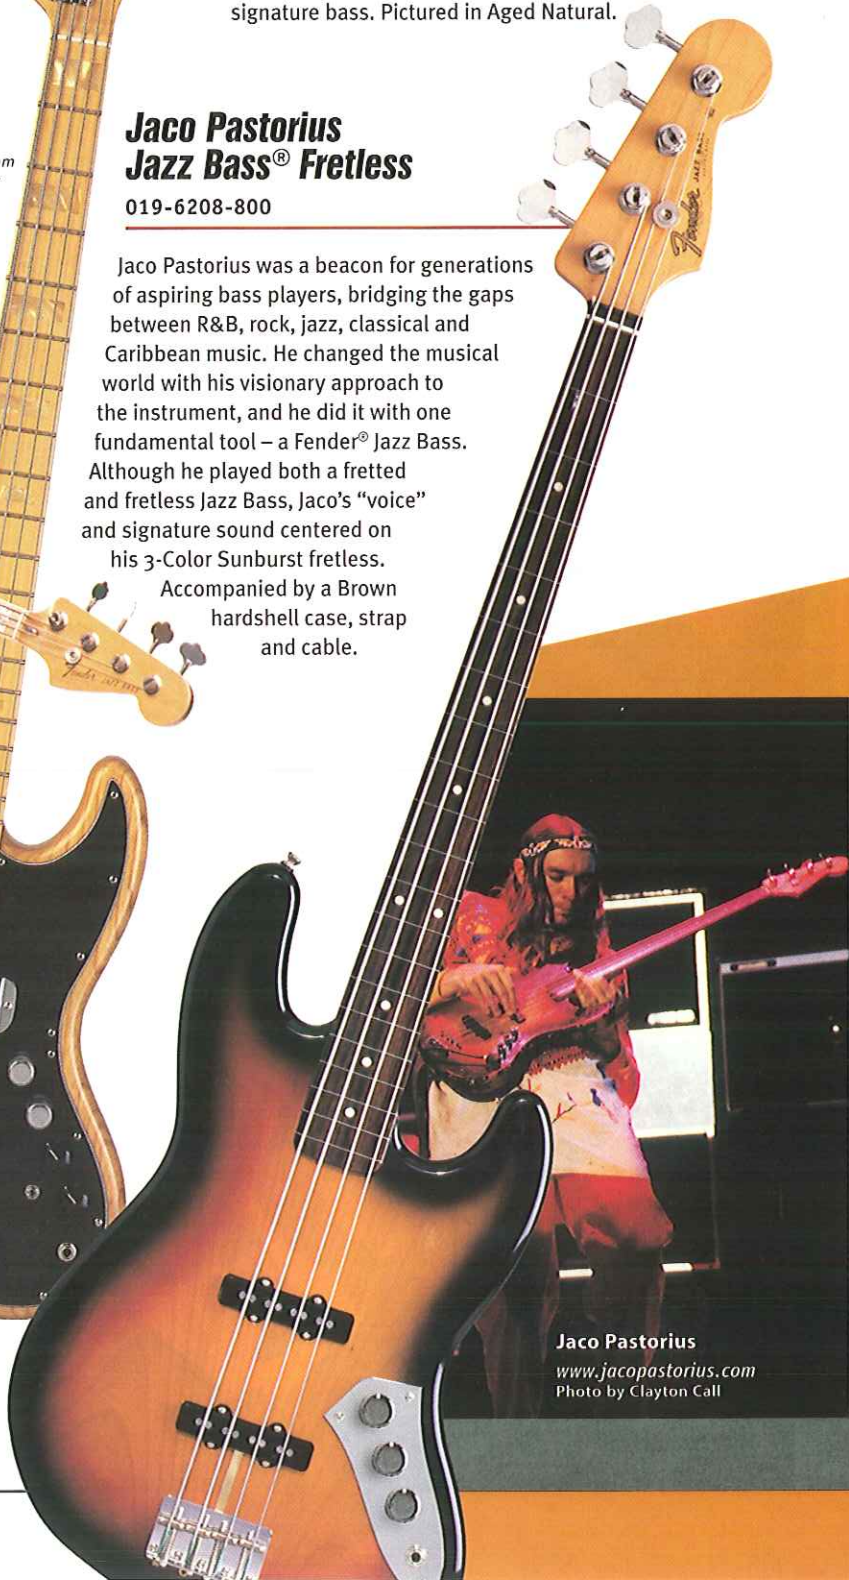 signature bass. Pictured in Aged Natural.
Jaco Pastorius
Jazz Bass® Fretless
019-6208-800
Jaco Pastorius was a beacon for generations
of aspiring bass players, bridging the gaps
between R&B, rock, jazz, classical and
Caribbean music. He changed the musical
world with his visionary approach to
the instrument, and he did it with one
fundamental tool – a Fender® Jazz Bass.
Although he played both a fretted
and fretless Jazz Bass, Jaco's “voice”
and signature sound centered on
his 3-Color Sunburst fretless.
Accompanied by a Brown
hardshell case, strap
and cable.
Fender JAZZ BASS
Fender JAZZ BASS
Jaco Pastorius
www.jacopastorius.com
Photo by Clayton Call